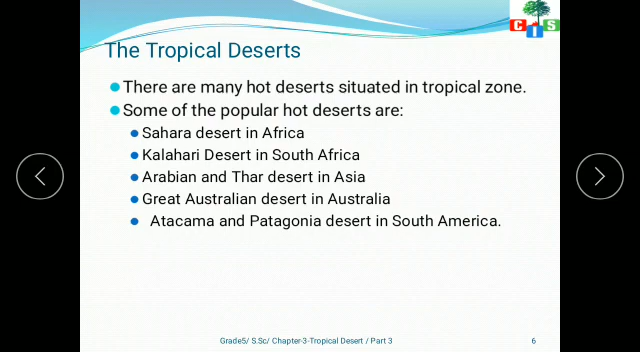 CIS
The Tropical Deserts
There are many hot deserts situated in tropical zone.
Some of the popular hot deserts are:
Sahara desert in Africa
Kalahari Desert in South Africa
Arabian and Thar desert in Asia
Great Australian desert in Australia
Atacama and Patagonia desert in South America.
Grade5/ S.Sc/ Chapter-3-Tropical Desert / Part 3
6